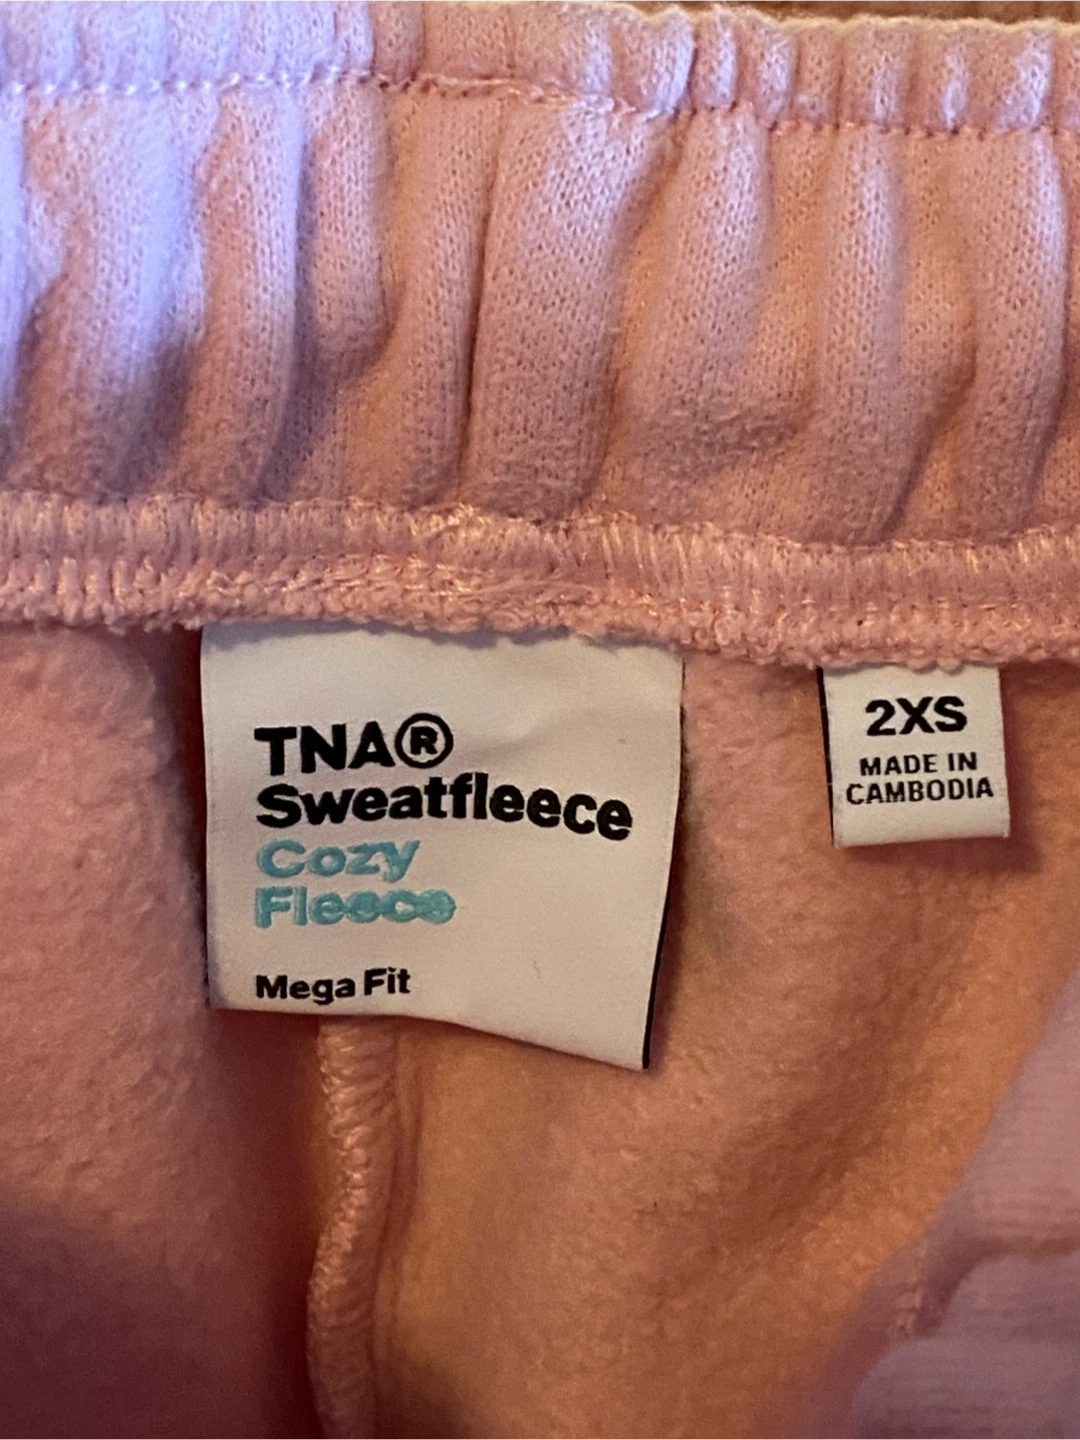 TNA®
Sweatfleece
Cozy
Fleece
Mega Fit
2XS
MADE IN
CAMBODIA